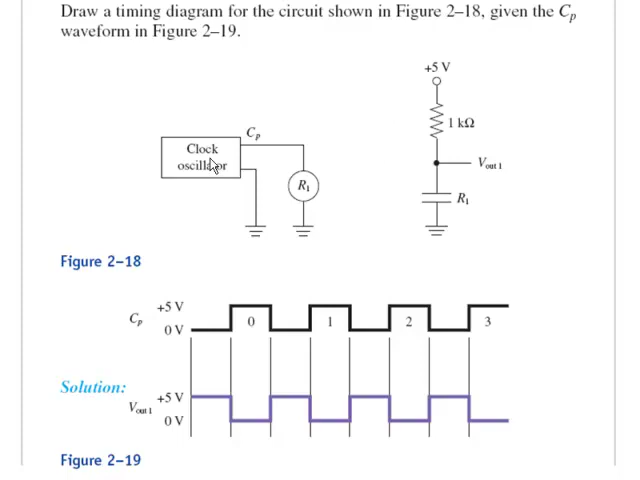 Draw a timing diagram for the circuit shown in Figure 2–18, given the Cp
waveform in Figure 2–19.
+5 V
1 kΩ
Cp
Clock
oscillator
Vout 1
R1
R1
Figure 2–18
+5 V
Cp
0 1 2 3
0 V
Solution:
+5 V
Vout 1
0 V
Figure 2–19